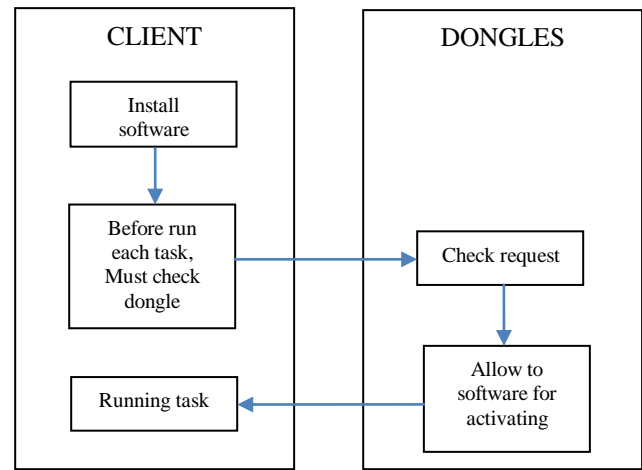 CLIENT
Install
software
Before run
each task,
Must check
dongle
Running task
DONGLES
Check request
Allow to
software for
activating